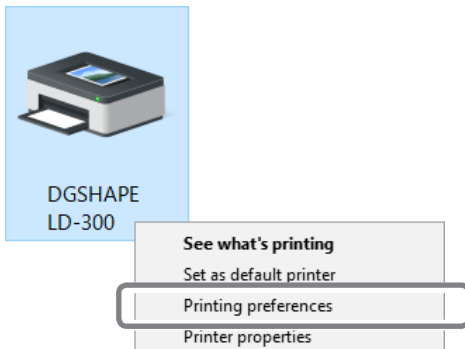 DGSHAPE
LD-300
See what's printing
Set as default printer
Printing preferences
Printer properties